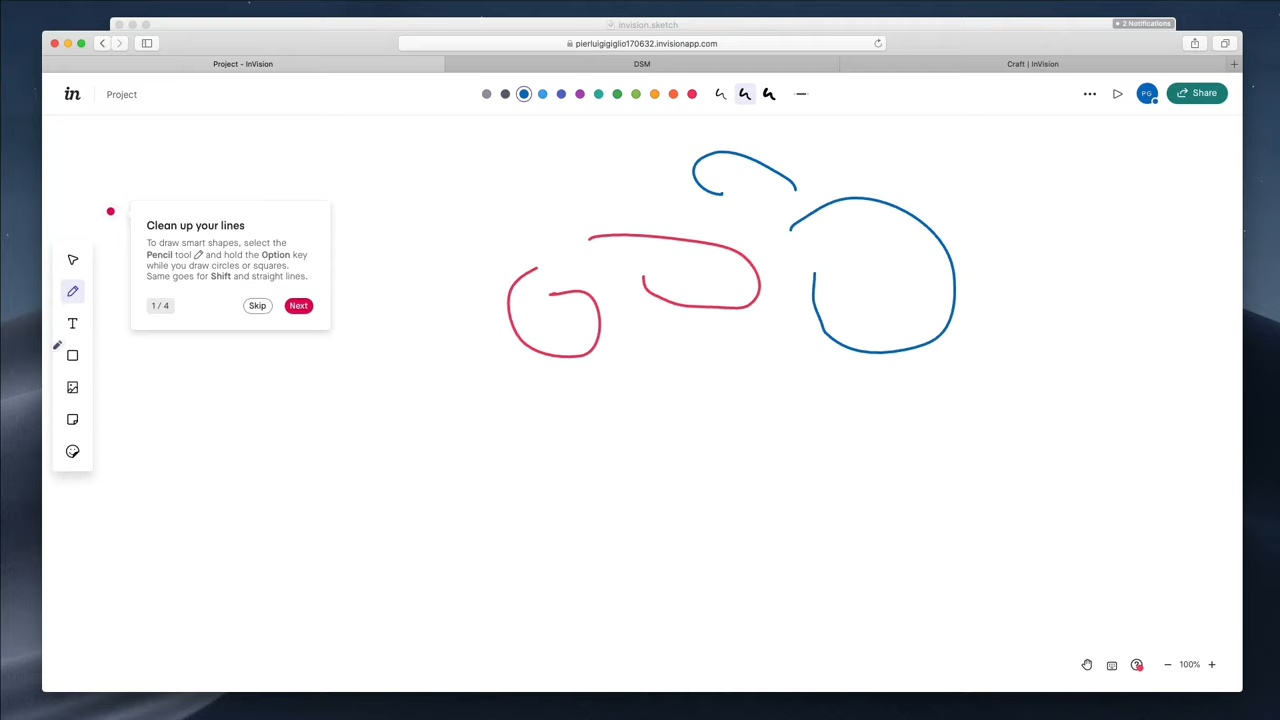 invision.sketch
2 Notifications
pierluigigiglio170632.invisionapp.com
Project - InVision
DSM
Craft | InVision
in
Project
PG
Share
Clean up your lines
To draw smart shapes, select the
Pencil tool and hold the Option key
while you draw circles or squares.
Same goes for Shift and straight lines.
1 / 4
Skip
Next
T
100%